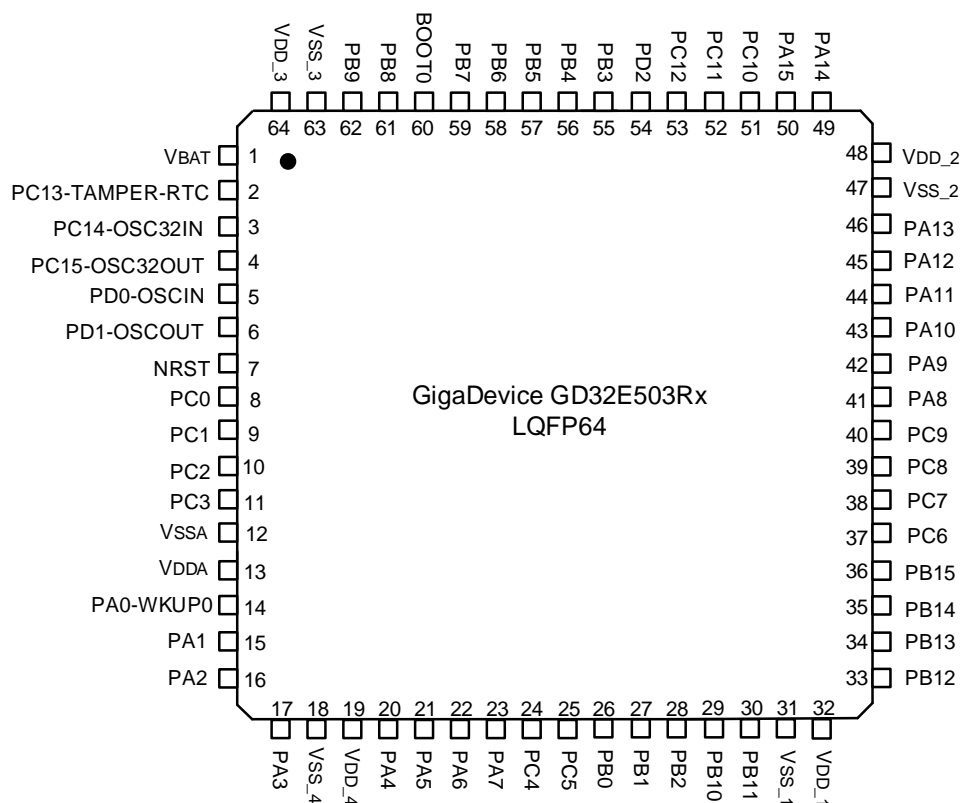 VDD_3
VSS_3
PB9
PB8
BOOT0
PB7
PB6
PB5
PB4
PB3
PD2
PC12
PC11
PC10
PA15
PA14
64
63
62
61
60
59
58
57
56
55
54
53
52
51
50
49
VBAT 1
PC13-TAMPER-RTC 2
PC14-OSC32IN 3
PC15-OSC32OUT 4
PD0-OSCIN 5
PD1-OSCOUT 6
NRST 7
PC0 8
PC1 9
PC2 10
PC3 11
VSSA 12
VDDA 13
PA0-WKUP0 14
PA1 15
PA2 16
GigaDevice GD32E503Rx
LQFP64
48 VDD_2
47 VSS_2
46 PA13
45 PA12
44 PA11
43 PA10
42 PA9
41 PA8
40 PC9
39 PC8
38 PC7
37 PC6
36 PB15
35 PB14
34 PB13
33 PB12
17
18
19
20
21
22
23
24
25
26
27
28
29
30
31
32
PA3
VSS_4
VDD_4
PA4
PA5
PA6
PA7
PC4
PC5
PB0
PB1
PB2
PB10
PB11
VSS_1
VDD_1